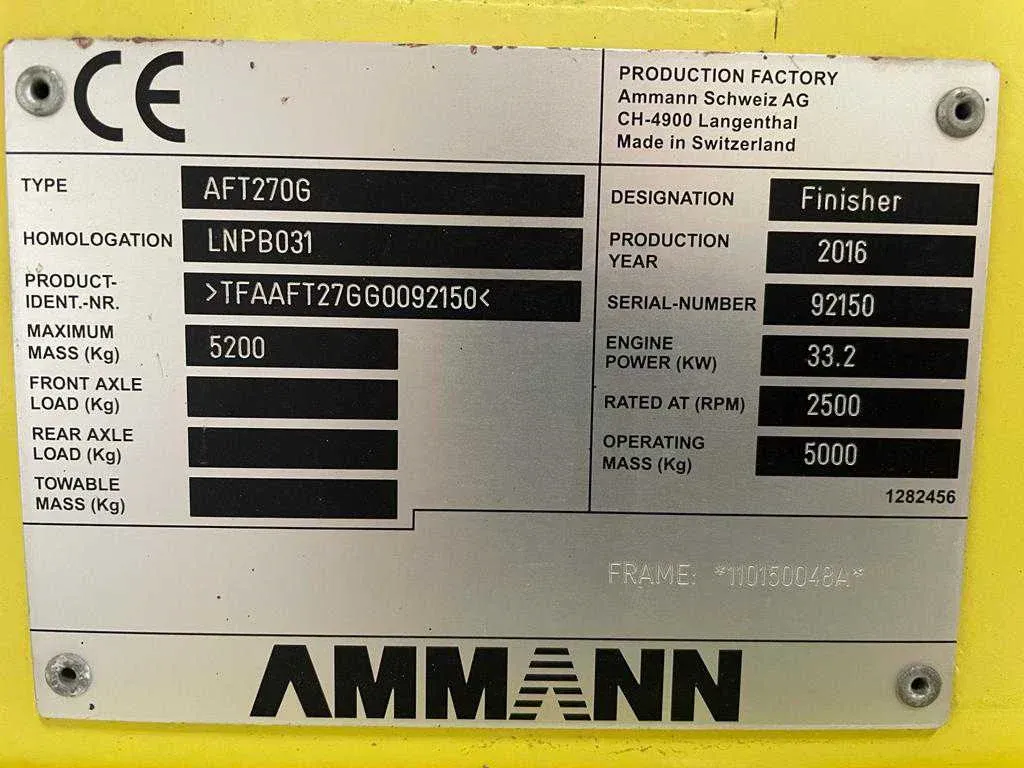 CE
PRODUCTION FACTORY
Ammann Schweiz AG
CH-4900 Langenthal
Made in Switzerland
TYPE AFT270G
HOMOLOGATION LNPB031
PRODUCT-
IDENT.-NR. >TFAAFT27GG0092150<
MAXIMUM
MASS (Kg) 5200
FRONT AXLE
LOAD (Kg)
REAR AXLE
LOAD (Kg)
TOWABLE
MASS (Kg)
DESIGNATION Finisher
PRODUCTION
YEAR 2016
SERIAL-NUMBER 92150
ENGINE
POWER (KW) 33.2
RATED AT (RPM) 2500
OPERATING
MASS (Kg) 5000
1282456
FRAME: *110150048A*
AMMANN